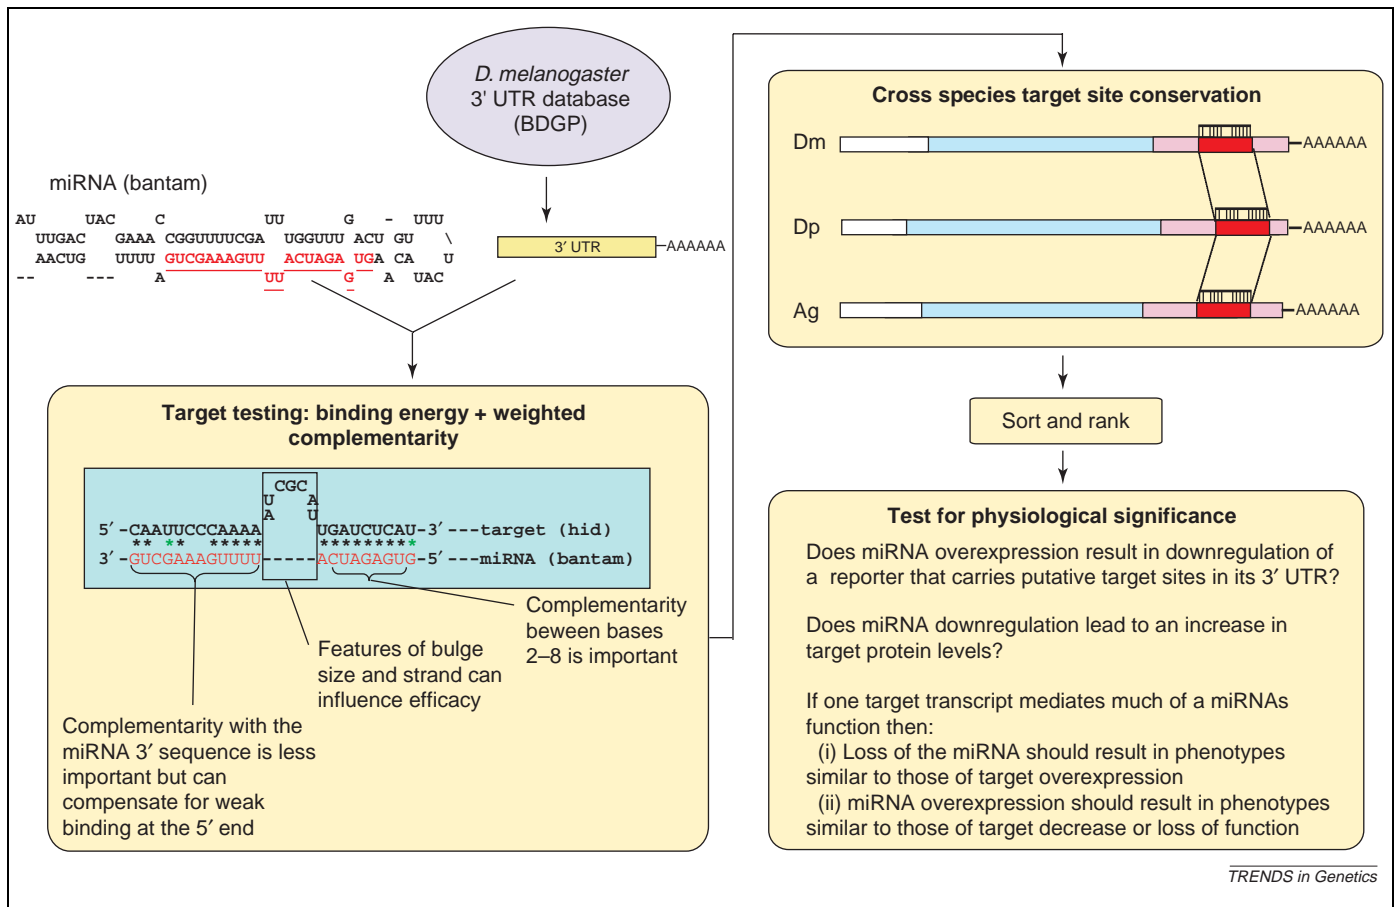 D. melanogaster
3' UTR database
(BDGP)
miRNA (bantam)
AU UAC C UU G - UUU
UUGAC GAAA CGGUUUUCGA UGGUUU ACU GU \
AACUG UUUU GUCGAAAGUU ACUAGA UGA CA U
-- --- A UU G A UAC
3′ UTR
AAAAAA
Target testing: binding energy + weighted
complementarity
CGC
U A
A U
5′ -CAAUUCCCAAAA UGAUCUCAU-3′ ---target (hid)
** ** ***** *********
3′ -GUCGAAAGUUUU-----ACUAGAGUG-5′ ---miRNA (bantam)
Complementarity
beween bases
2–8 is important
Features of bulge
size and strand can
influence efficacy
Complementarity with the
miRNA 3′ sequence is less
important but can
compensate for weak
binding at the 5′ end
Cross species target site conservation
Dm
AAAAAA
Dp
AAAAAA
Ag
AAAAAA
Sort and rank
Test for physiological significance
Does miRNA overexpression result in downregulation of
a reporter that carries putative target sites in its 3′ UTR?
Does miRNA downregulation lead to an increase in
target protein levels?
If one target transcript mediates much of a miRNAs
function then:
(i) Loss of the miRNA should result in phenotypes
similar to those of target overexpression
(ii) miRNA overexpression should result in phenotypes
similar to those of target decrease or loss of function
TRENDS in Genetics